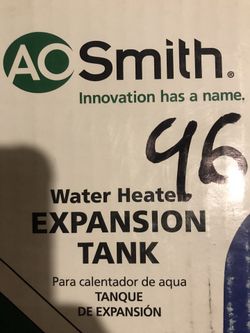 AO Smith®
Innovation has a name.
96
Water Heater
EXPANSION
TANK
Para calentador de aqua
TANQUE
DE EXPANSIÓN